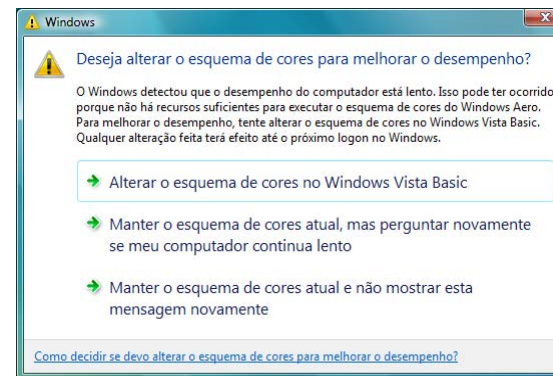 Windows
Deseja alterar o esquema de cores para melhorar o desempenho?
O Windows detectou que o desempenho do computador está lento. Isso pode ter ocorrido
porque não há recursos suficientes para executar o esquema de cores do Windows Aero.
Para melhorar o desempenho, tente alterar o esquema de cores no Windows Vista Basic.
Qualquer alteração feita terá efeito até o próximo logon no Windows.
Alterar o esquema de cores no Windows Vista Basic
Manter o esquema de cores atual, mas perguntar novamente
se meu computador continua lento
Manter o esquema de cores atual e não mostrar esta
mensagem novamente
Como decidir se devo alterar o esquema de cores para melhorar o desempenho?